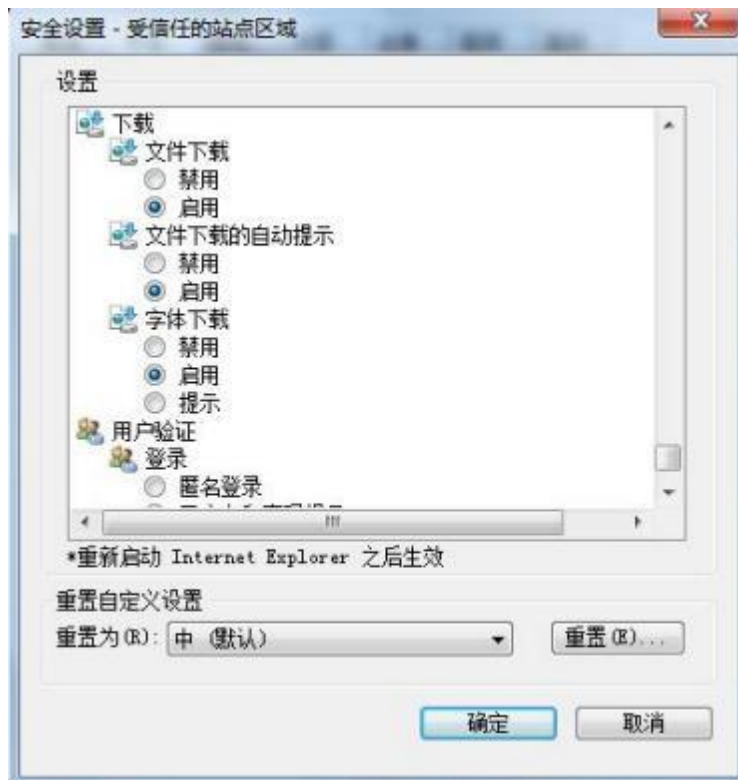 安全设置 - 受信任的站点区域
设置
下载
文件下载
禁用
启用
文件下载的自动提示
禁用
启用
字体下载
禁用
启用
提示
用户验证
登录
匿名登录
*重新启动 Internet Explorer 之后生效
重置自定义设置
重置为(R): 中 (默认) 重置(E)...
确定 取消